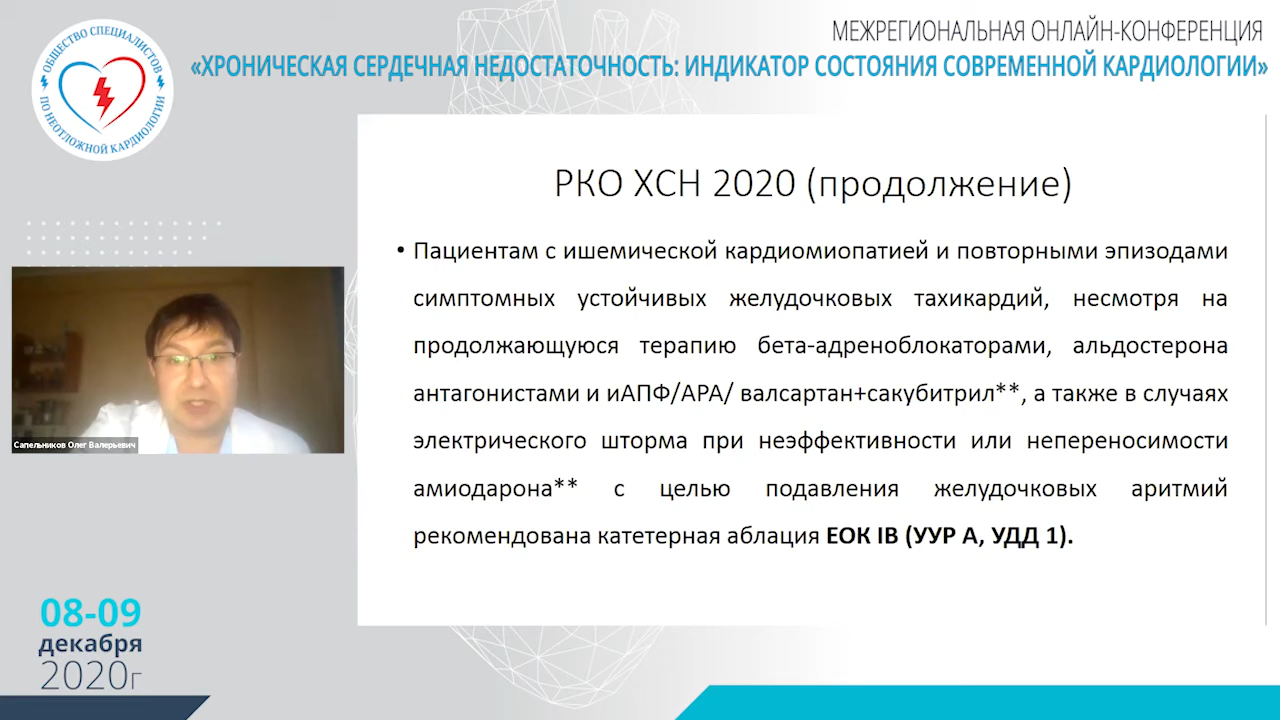 ОБЩЕСТВО СПЕЦИАЛИСТОВ
ПО НЕОТЛОЖНОЙ КАРДИОЛОГИИ
МЕЖРЕГИОНАЛЬНАЯ ОНЛАЙН-КОНФЕРЕНЦИЯ
«ХРОНИЧЕСКАЯ СЕРДЕЧНАЯ НЕДОСТАТОЧНОСТЬ: ИНДИКАТОР СОСТОЯНИЯ СОВРЕМЕННОЙ КАРДИОЛОГИИ»
РКО ХСН 2020 (продолжение)
• Пациентам с ишемической кардиомиопатией и повторными эпизодами
симптомных устойчивых желудочковых тахикардий, несмотря на
продолжающуюся терапию бета-адреноблокаторами, альдостерона
антагонистами и иАПФ/АРА/ валсартан+сакубитрил**, а также в случаях
электрического шторма при неэффективности или непереносимости
амиодарона** с целью подавления желудочковых аритмий
рекомендована катетерная аблация ЕОК IB (УУР А, УДД 1).
Сапельников Олег Валерьевич
08-09
декабря
2020г